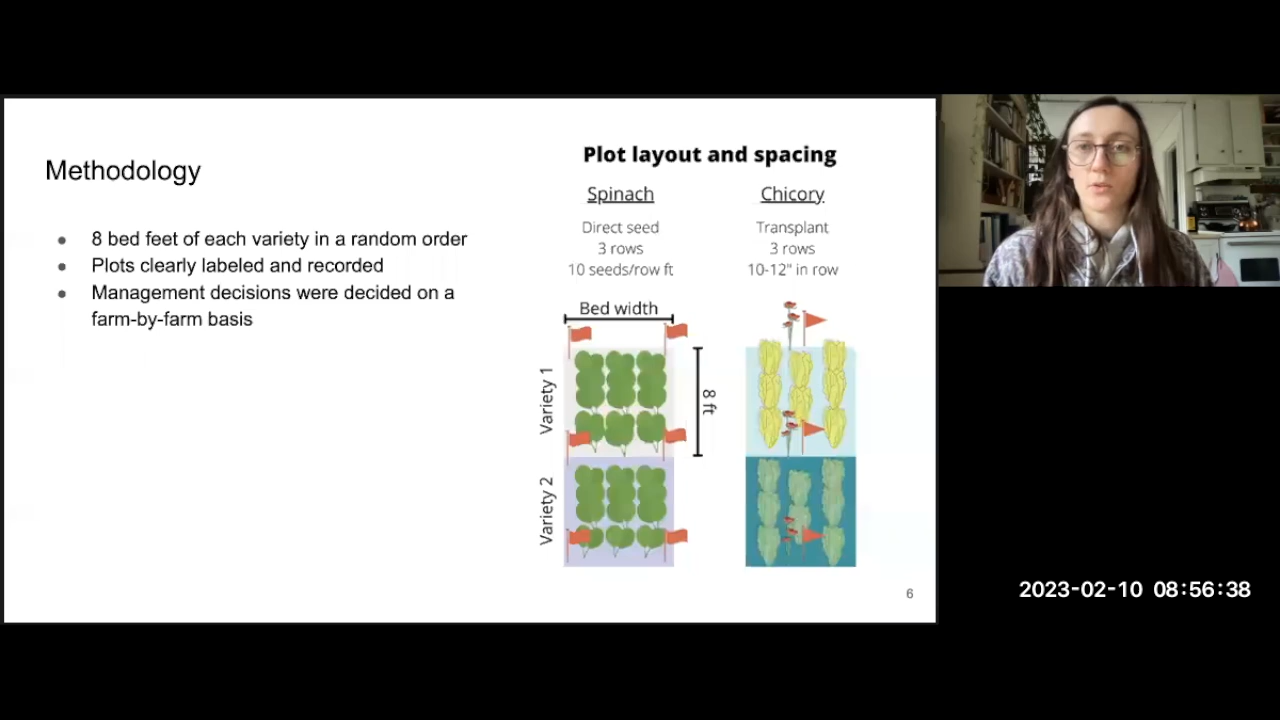 Methodology
8 bed feet of each variety in a random order
Plots clearly labeled and recorded
Management decisions were decided on a
farm-by-farm basis
Plot layout and spacing
Spinach
Direct seed
3 rows
10 seeds/row ft
Chicory
Transplant
3 rows
10-12" in row
Bed width
Variety 1
8 ft
Variety 2
6
2023-02-10 08:56:38